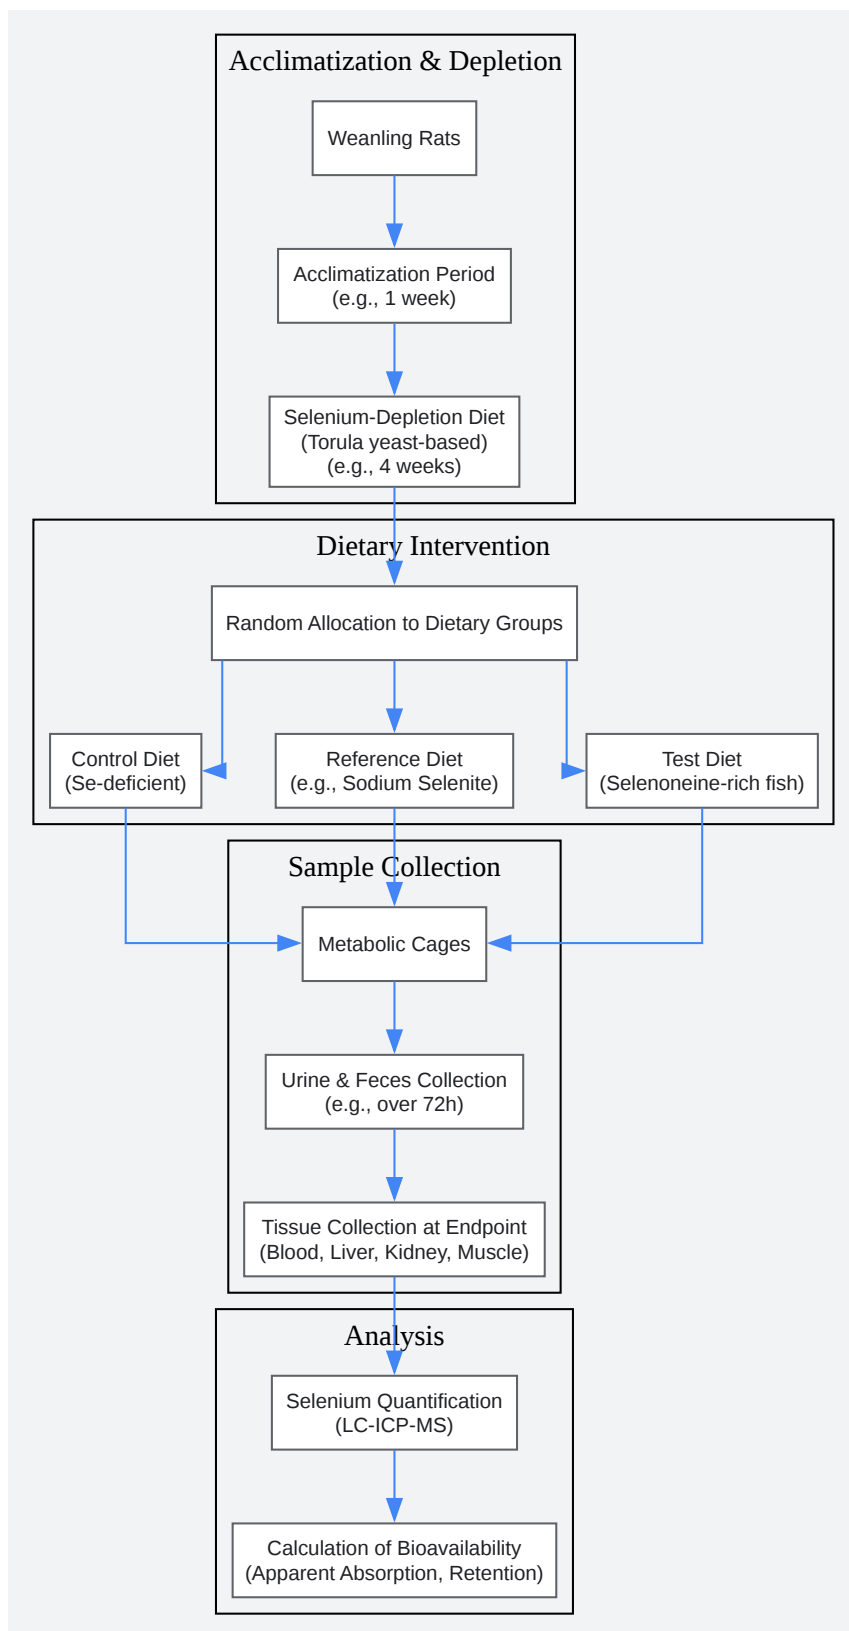 Acclimatization & Depletion
Weanling Rats
Acclimatization Period
(e.g., 1 week)
Selenium-Depletion Diet
(Torula yeast-based)
(e.g., 4 weeks)
Dietary Intervention
Random Allocation to Dietary Groups
Control Diet
(Se-deficient)
Reference Diet
(e.g., Sodium Selenite)
Test Diet
(Selenoneine-rich fish)
Sample Collection
Metabolic Cages
Urine & Feces Collection
(e.g., over 72h)
Tissue Collection at Endpoint
(Blood, Liver, Kidney, Muscle)
Analysis
Selenium Quantification
(LC-ICP-MS)
Calculation of Bioavailability
(Apparent Absorption, Retention)